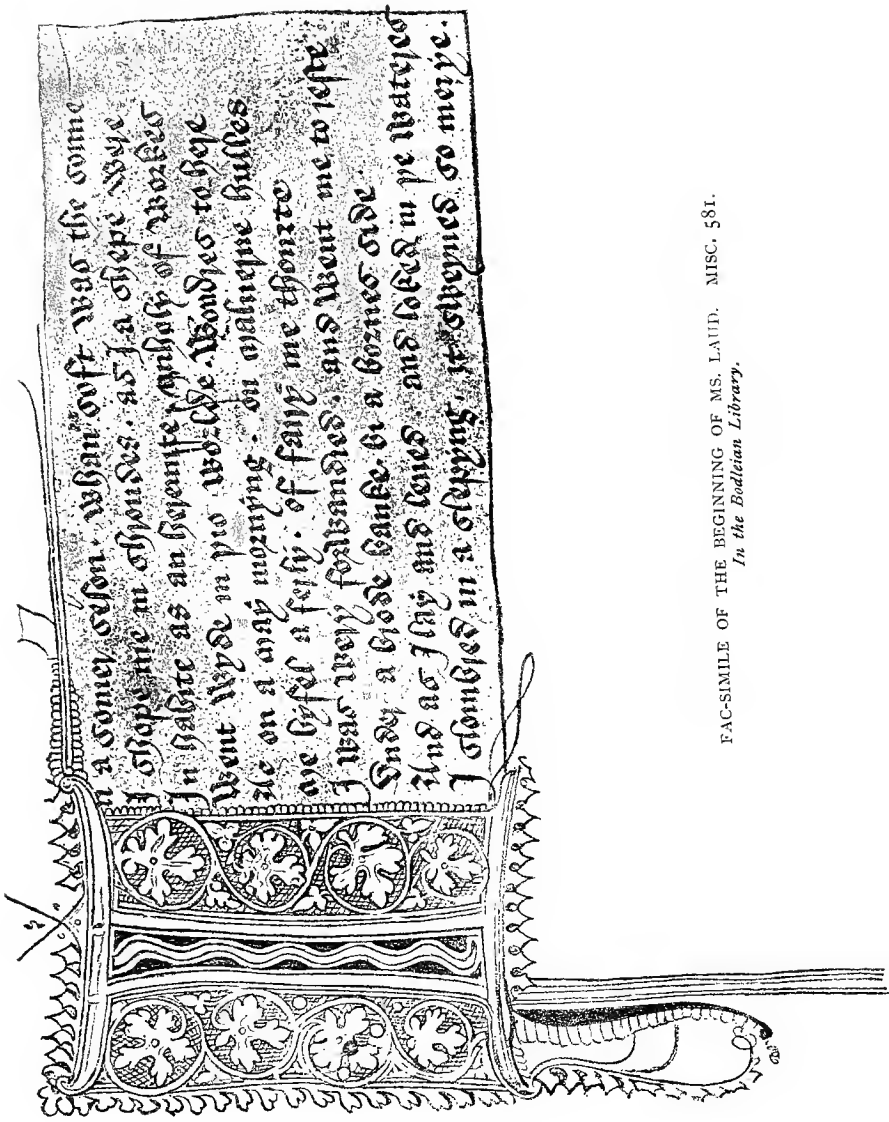 In a somer seson . whan soft was the sonne
I shope me in shroudes . as I a shepe were
In habite as an heremite . vnholy of workes
Went wyde in þis world . wondres to here
Ac on a may mornyng . on maluerne hulles
Me byfel a ferly . of fairy me thouȝte
I was wery forwandred . and went me to reste
Vnder a brode banke . bi a bornes side .
And as I lay and lened . and loked in þe wateres
I slombred in a slepyng . it sweyued so merye .
FAC-SIMILE OF THE BEGINNING OF MS. LAUD. MISC. 581.
In the Bodleian Library.